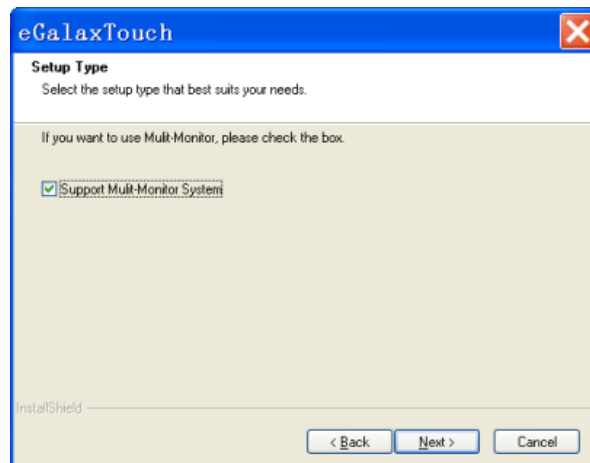 eGalaxTouch
Setup Type
Select the setup type that best suits your needs.
If you want to use Mulit-Monitor, please check the box.
Support Mulit-Monitor System
InstallShield
< Back Next > Cancel